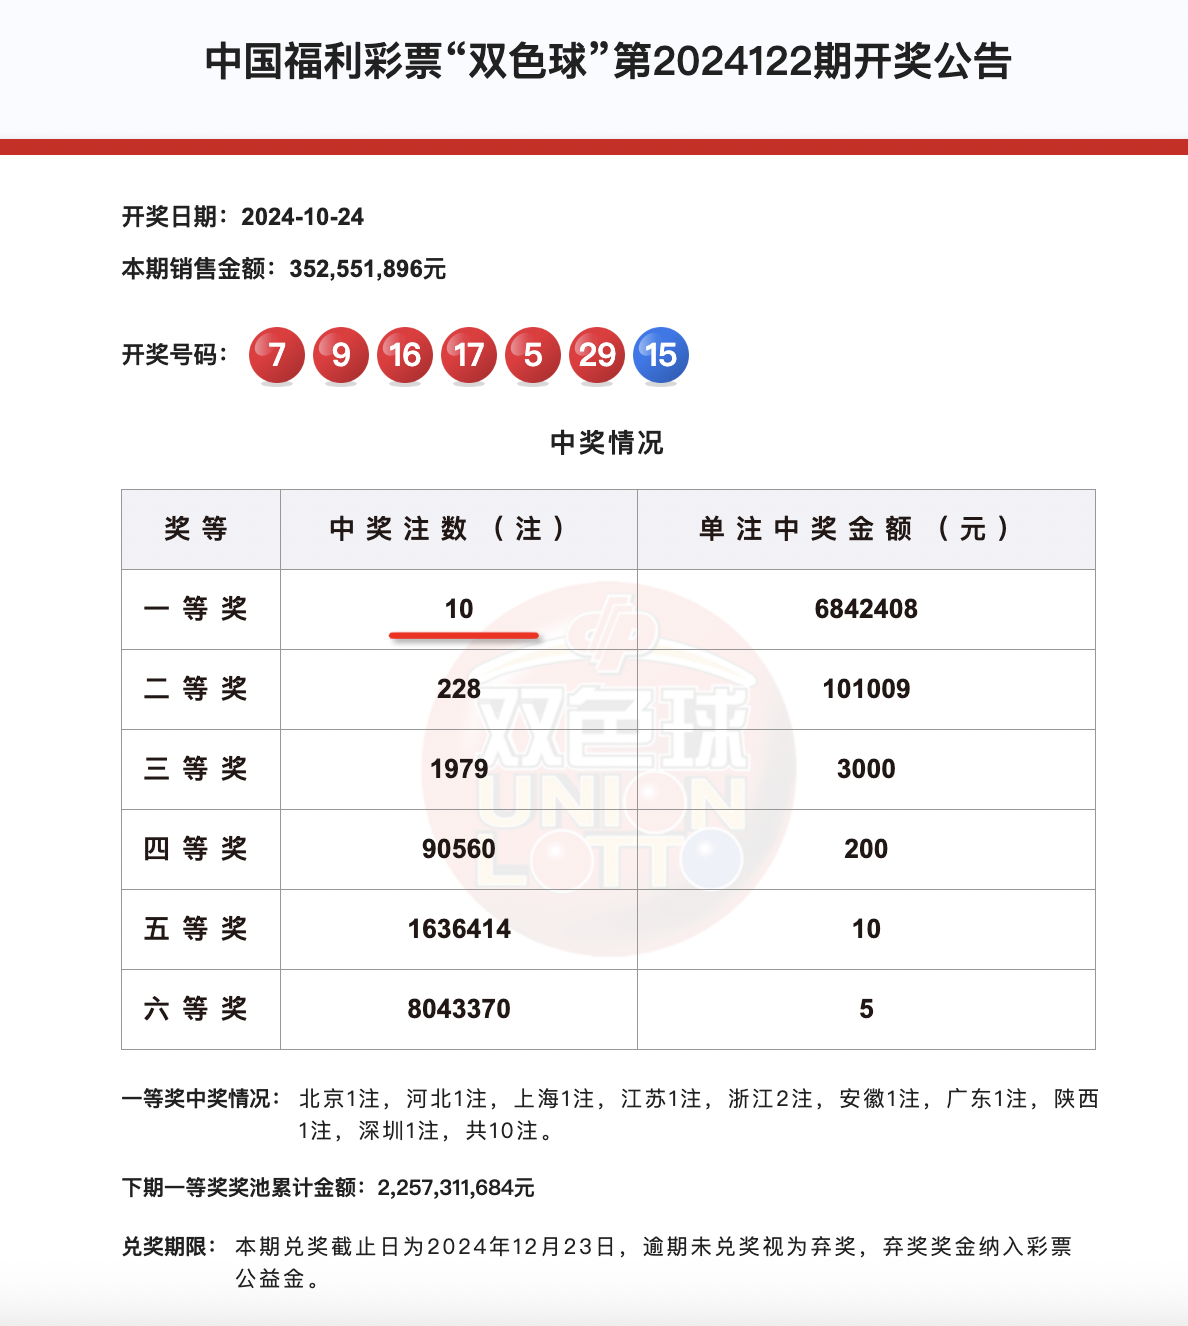 中国福利彩票“双色球”第2024122期开奖公告
开奖日期：2024-10-24
本期销售金额：352,551,896元
开奖号码： 7 9 16 17 5 29 15
中奖情况
奖等 中奖注数（注） 单注中奖金额（元）
一等奖 10 6842408
二等奖 228 101009
三等奖 1979 3000
四等奖 90560 200
五等奖 1636414 10
六等奖 8043370 5
双色球
UNION
LOTTO
一等奖中奖情况： 北京1注，河北1注，上海1注，江苏1注，浙江2注，安徽1注，广东1注，陕西
1注，深圳1注，共10注。
下期一等奖奖池累计金额：2,257,311,684元
兑奖期限： 本期兑奖截止日为2024年12月23日，逾期未兑奖视为弃奖，弃奖奖金纳入彩票
公益金。